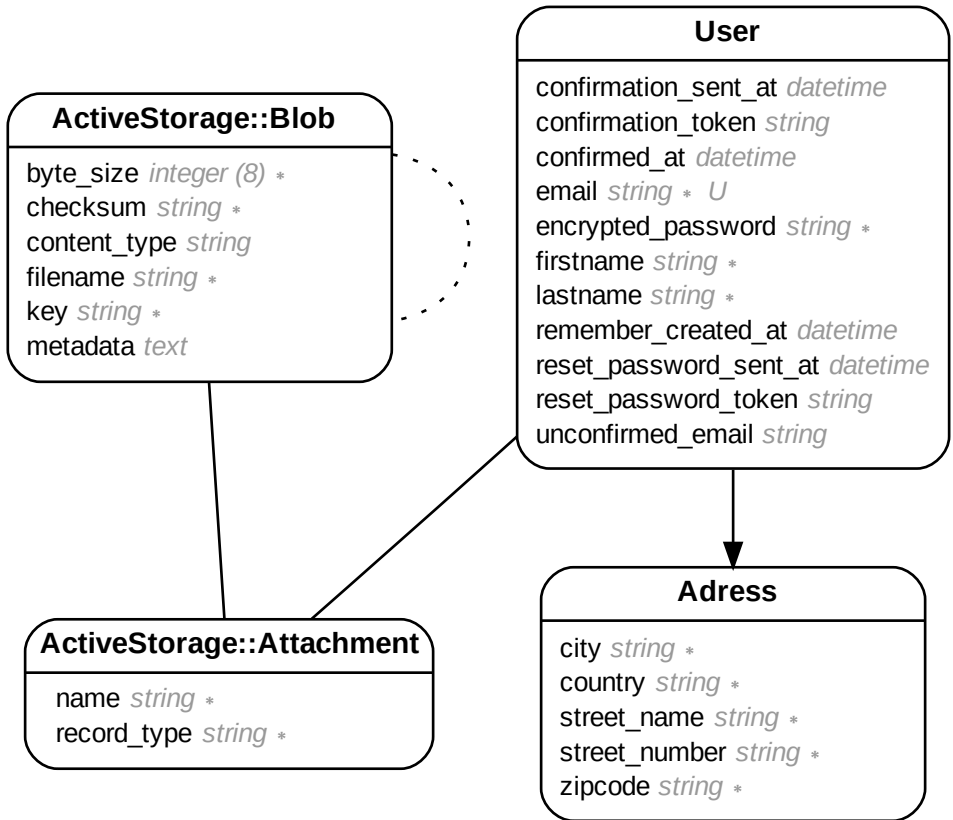 User
confirmation_sent_at datetime
confirmation_token string
confirmed_at datetime
email string * U
encrypted_password string *
firstname string *
lastname string *
remember_created_at datetime
reset_password_sent_at datetime
reset_password_token string
unconfirmed_email string
ActiveStorage::Blob
byte_size integer (8) *
checksum string *
content_type string
filename string *
key string *
metadata text
ActiveStorage::Attachment
name string *
record_type string *
Adress
city string *
country string *
street_name string *
street_number string *
zipcode string *